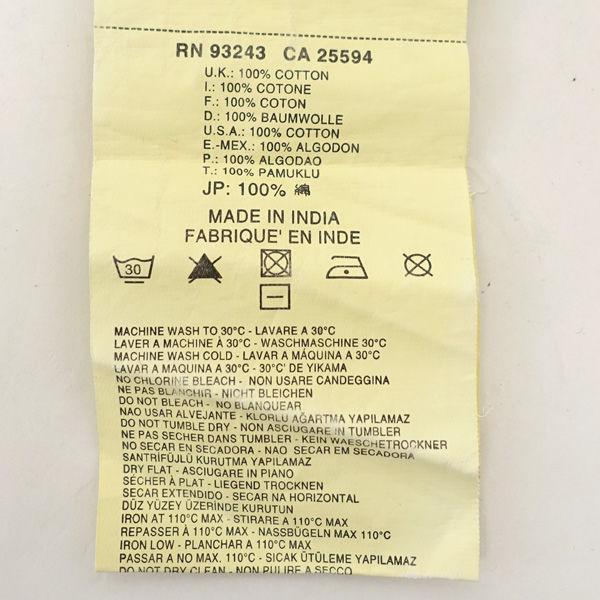 RN 93243 CA 25594
U.K.: 100% COTTON
I.: 100% COTONE
F.: 100% COTON
D.: 100% BAUMWOLLE
U.S.A.: 100% COTTON
E.-MEX.: 100% ALGODON
P.: 100% ALGODAO
T.: 100% PAMUKLU
JP: 100% 綿
MADE IN INDIA
FABRIQUE' EN INDE
30
MACHINE WASH TO 30°C - LAVARE A 30°C
LAVER A MACHINE À 30°C - WASCHMASCHINE 30°C
MACHINE WASH COLD - LAVAR A MÁQUINA A 30°C
LAVAR A MAQUINA A 30°C - 30°C' DE YIKAMA
NO CHLORINE BLEACH - NON USARE CANDEGGINA
NE PAS BLANCHIR - NICHT BLEICHEN
DO NOT BLEACH - NO BLANQUEAR
NAO USAR ALVEJANTE - KLORLU AĞARTMA YAPILAMAZ
DO NOT TUMBLE DRY - NON ASCIUGARE IN TUMBLER
NE PAS SECHER DANS TUMBLER - KEIN WAESCHETROCKNER
NO SECAR EN SECADORA - NAO SECAR EM SECADORA
SANTRİFÜJLÜ KURUTMA YAPILAMAZ
DRY FLAT - ASCIUGARE IN PIANO
SÉCHER À PLAT - LIEGEND TROCKNEN
SECAR EXTENDIDO - SECAR NA HORIZONTAL
DÜZ YÜZEY ÜZERİNDE KURUTUN
IRON AT 110°C MAX - STIRARE A 110°C MAX
REPASSER À 110°C MAX - NASSBÜGELN MAX 110°C
IRON LOW - PLANCHAR A 110°C MAX
PASSAR A NO MAX. 110°C - SICAK ÜTÜLEME YAPILAMAZ
DO NOT DRY CLEAN - NON PULIRE A SECCO